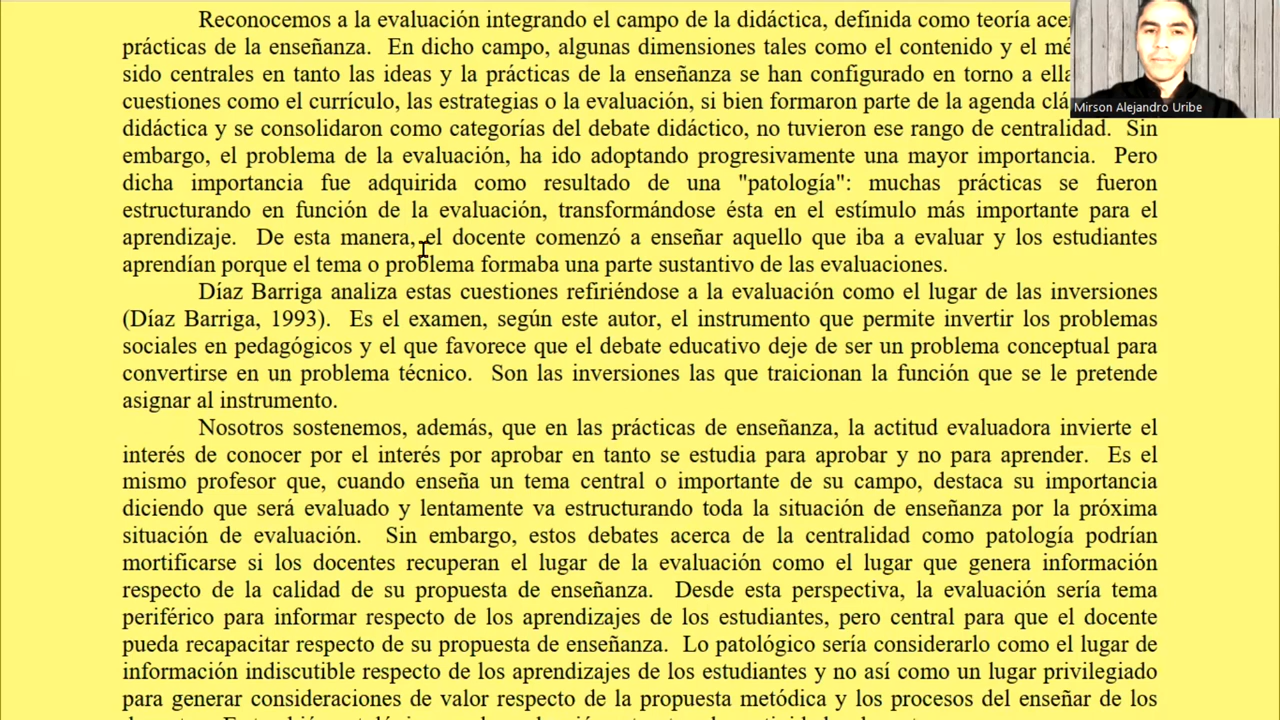 Reconocemos a la evaluación integrando el campo de la didáctica, definida como teoría
prácticas de la enseñanza. En dicho campo, algunas dimensiones tales como el contenido y el
sido centrales en tanto las ideas y la prácticas de la enseñanza se han configurado en torno a
cuestiones como el currículo, las estrategias o la evaluación, si bien formaron parte de la agenda
didáctica y se consolidaron como categorías del debate didáctico, no tuvieron ese rango de centralidad. Sin
embargo, el problema de la evaluación, ha ido adoptando progresivamente una mayor importancia. Pero
dicha importancia fue adquirida como resultado de una "patología": muchas prácticas se fueron
estructurando en función de la evaluación, transformándose ésta en el estímulo más importante para el
aprendizaje. De esta manera, el docente comenzó a enseñar aquello que iba a evaluar y los estudiantes
aprendían porque el tema o problema formaba una parte sustantivo de las evaluaciones.
Díaz Barriga analiza estas cuestiones refiriéndose a la evaluación como el lugar de las inversiones
(Díaz Barriga, 1993). Es el examen, según este autor, el instrumento que permite invertir los problemas
sociales en pedagógicos y el que favorece que el debate educativo deje de ser un problema conceptual para
convertirse en un problema técnico. Son las inversiones las que traicionan la función que se le pretende
asignar al instrumento.
Nosotros sostenemos, además, que en las prácticas de enseñanza, la actitud evaluadora invierte el
interés de conocer por el interés por aprobar en tanto se estudia para aprobar y no para aprender. Es el
mismo profesor que, cuando enseña un tema central o importante de su campo, destaca su importancia
diciendo que será evaluado y lentamente va estructurando toda la situación de enseñanza por la próxima
situación de evaluación. Sin embargo, estos debates acerca de la centralidad como patología podrían
mortificarse si los docentes recuperan el lugar de la evaluación como el lugar que genera información
respecto de la calidad de su propuesta de enseñanza. Desde esta perspectiva, la evaluación sería tema
periférico para informar respecto de los aprendizajes de los estudiantes, pero central para que el docente
pueda recapacitar respecto de su propuesta de enseñanza. Lo patológico sería considerarlo como el lugar de
información indiscutible respecto de los aprendizajes de los estudiantes y no así como un lugar privilegiado
para generar consideraciones de valor respecto de la propuesta metódica y los procesos del enseñar de los
Mirson Alejandro Uribe